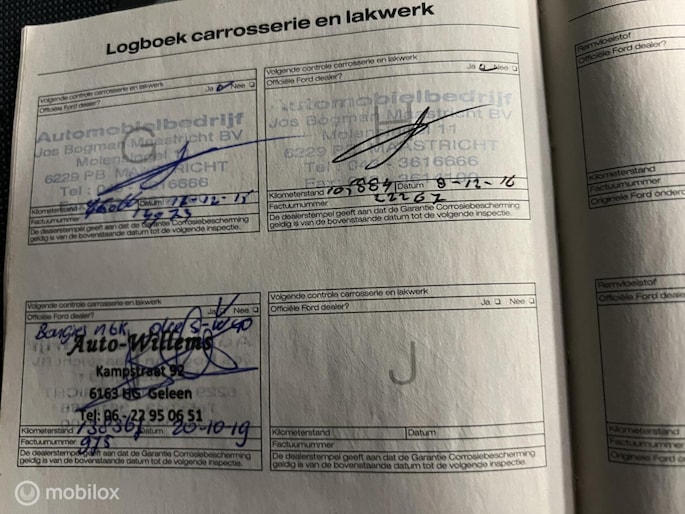 Logboek carrosserie en lakwerk
Volgende controle carrosserie en lakwerk
Officiële Ford dealer? Ja Nee
Automobielbedrijf
Jos Bogman Maastricht BV
6229 PB MAASTRICHT
Kilometerstand Datum
Factuurnummer
De dealerstempel geeft aan dat de Garantie Corrosiebescherming
geldig is van de bovenstaande datum tot de volgende inspectie.
Volgende controle carrosserie en lakwerk
Officiële Ford dealer? Ja Nee
Automobielbedrijf
Jos Bogman Maastricht BV
6229 PB MAASTRICHT
3616666
Kilometerstand 105884 Datum 9-12-16
Factuurnummer 22267
De dealerstempel geeft aan dat de Garantie Corrosiebescherming
geldig is van de bovenstaande datum tot de volgende inspectie.
Volgende controle carrosserie en lakwerk
Officiële Ford dealer? Ja Nee
Auto-Willems
Kampstraat 92
6163 HG Geleen
Tel: 06 - 22 95 06 51
Kilometerstand Datum 20-10-19
Factuurnummer 975
De dealerstempel geeft aan dat de Garantie Corrosiebescherming
geldig is van de bovenstaande datum tot de volgende inspectie.
Volgende controle carrosserie en lakwerk
Officiële Ford dealer? Ja Nee
J
Kilometerstand Datum
Factuurnummer
De dealerstempel geeft aan dat de Garantie Corrosiebescherming
geldig is van de bovenstaande datum tot de volgende inspectie.
Remvloeistof
Officiële Ford dealer?
Kilometerstand
Factuurnummer
Originele Ford
Remvloeistof
Officiële Ford
Kilometerstand
Factuurnummer
Originele Ford
mobilox